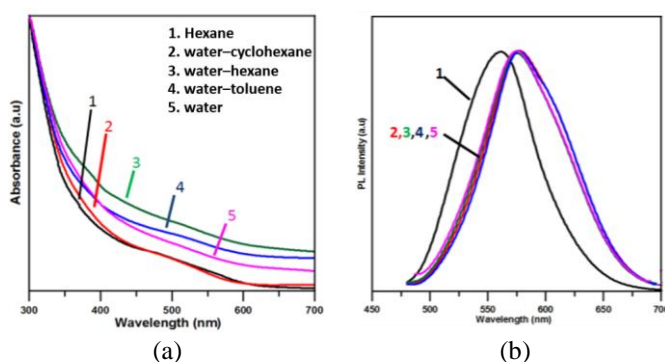 1. Hexane
2. water–cyclohexane
3. water–hexane
4. water–toluene
5. water
1
2
3
4
5
Absorbance (a.u)
300 400 500 600 700
Wavelength (nm)
(a)
1
2,3,4,5
PL Intensity (a.u)
450 500 550 600 650 700
Wavelength (nm)
(b)